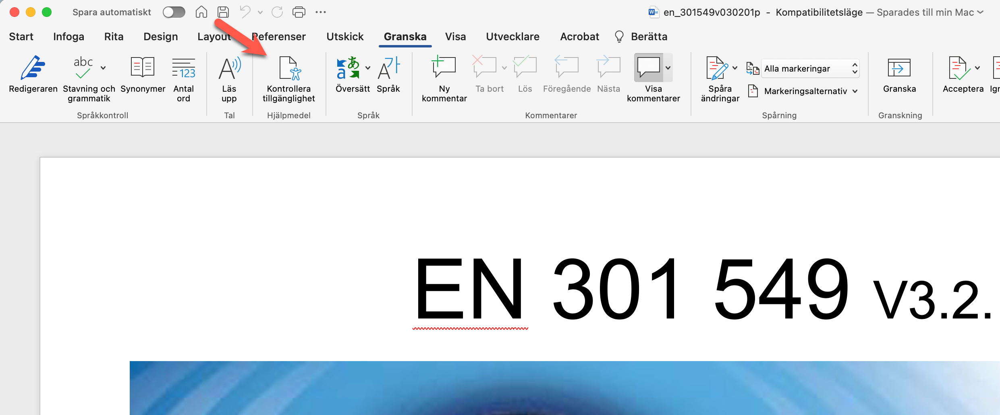 Spara automatiskt
en_301549v030201p - Kompatibilitetsläge — Sparades till min Mac
Start Infoga Rita Design Layout Referenser Utskick Granska Visa Utvecklare Acrobat Berätta
Redigeraren
abc
Stavning och
grammatik
Synonymer
123
Antal
ord
Läs
upp
Kontrollera
tillgänglighet
Översätt
Språk
Ny
kommentar
Ta bort
Lös
Föregående
Nästa
Visa
kommentarer
Spåra
ändringar
Alla markeringar
Markeringsalternativ
Granska
Acceptera
Språkkontroll Tal Hjälpmedel Språk Kommentarer Spårning Granskning
EN 301 549 V3.2.